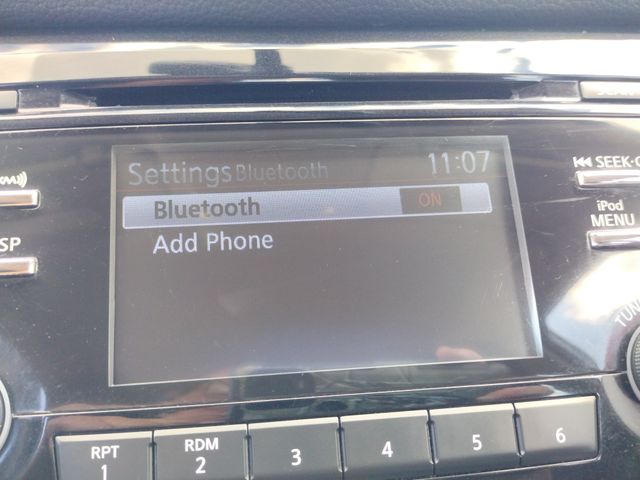 Settings Bluetooth 11:07
Bluetooth ON
Add Phone
SEEK
iPod
MENU
SP
TUN
RPT
1
RDM
2
3
4
5
6